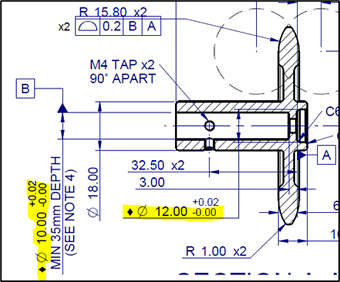 R 15.80 x2
x2 ⌓ 0.2 B A
M4 TAP x2
90° APART
B
C6
A
32.50 x2
3.00
♦ Ø 12.00 +0.02 -0.00
♦ Ø 10.00 +0.02 -0.00
MIN 35mm DEPTH
(SEE NOTE 4)
Ø 18.00
6
10
R 1.00 x2